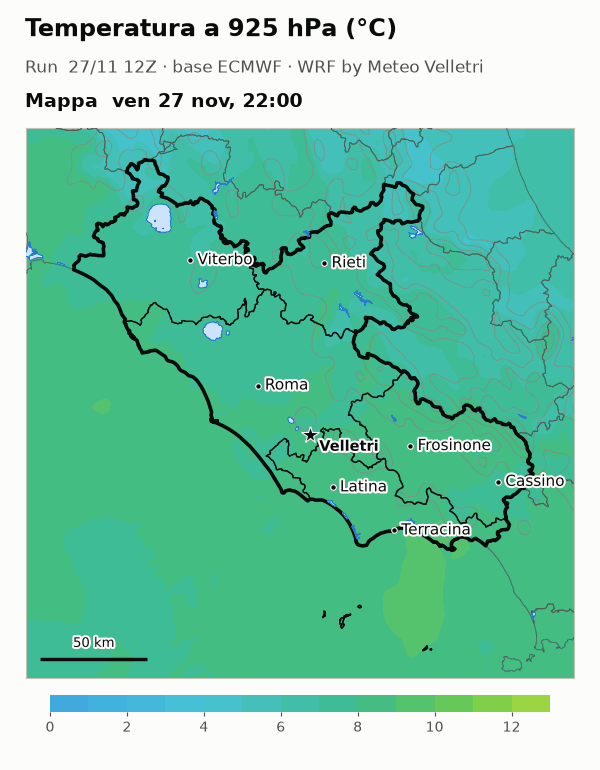 Temperatura a 925 hPa (°C)
Run  27/11 12Z · base ECMWF · WRF by Meteo Velletri
Mappa  ven 27 nov, 22:00
Viterbo
Rieti
Roma
Velletri
Frosinone
Latina
Cassino
Terracina
50 km
0 2 4 6 8 10 12